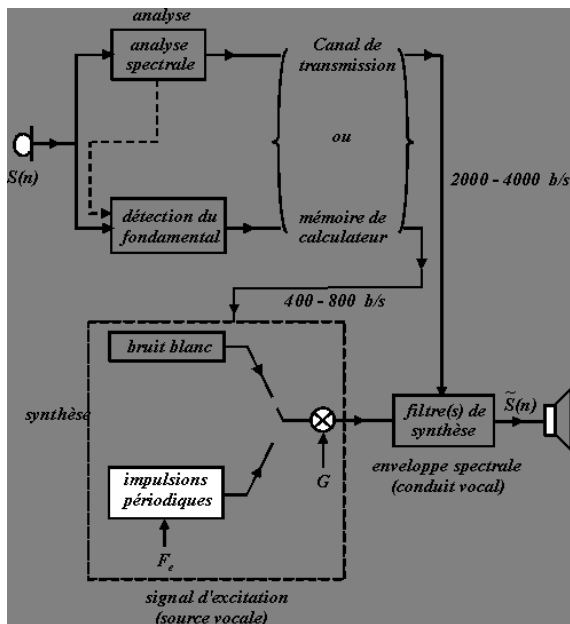 analyse
analyse
spectrale
Canal de
transmission
ou
S(n)
2000 - 4000 b/s
détection du
fondamental
mémoire de
calculateur
400 - 800 b/s
bruit blanc
synthèse
filtre(s) de
synthèse
S̃(n)
impulsions
périodiques
G
enveloppe spectrale
(conduit vocal)
Fe
signal d'excitation
(source vocale)